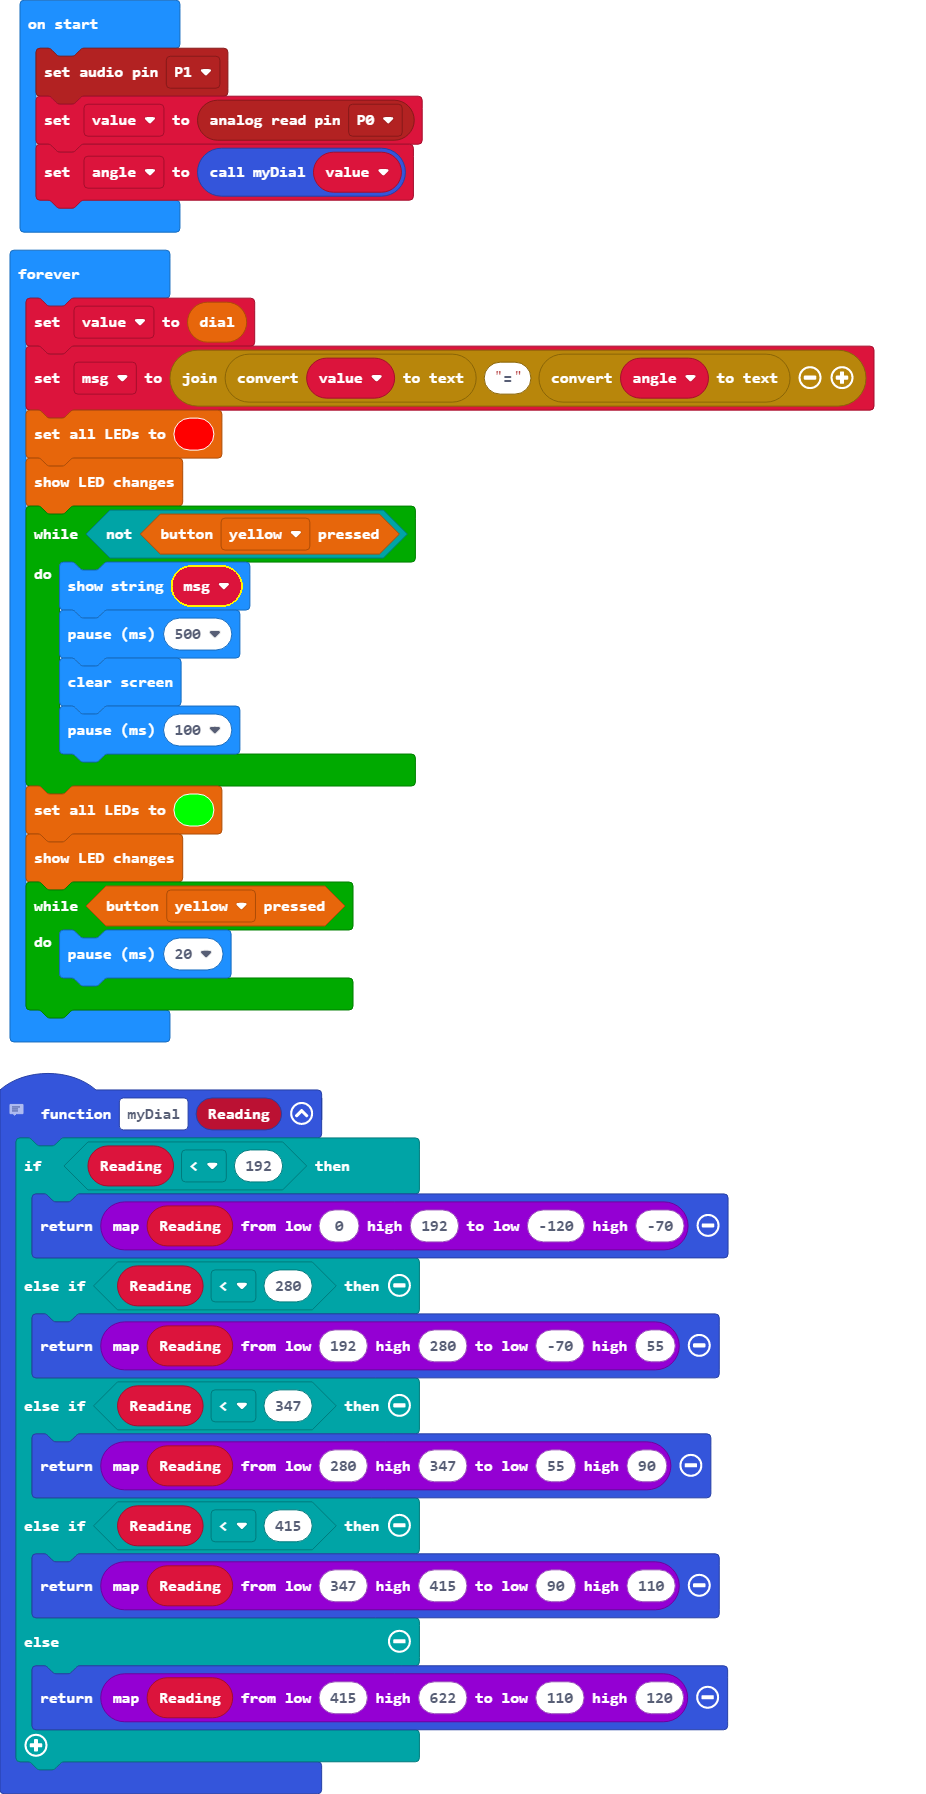 on start
set audio pin P1
set value to analog read pin P0
set angle to call myDial value
forever
set value to dial
set msg to join convert value to text "=" convert angle to text
set all LEDs to
show LED changes
while not button yellow pressed
do
show string msg
pause (ms) 500
clear screen
pause (ms) 100
set all LEDs to
show LED changes
while button yellow pressed
do
pause (ms) 20
function myDial Reading
if Reading < 192 then
return map Reading from low 0 high 192 to low -120 high -70
else if Reading < 280 then
return map Reading from low 192 high 280 to low -70 high 55
else if Reading < 347 then
return map Reading from low 280 high 347 to low 55 high 90
else if Reading < 415 then
return map Reading from low 347 high 415 to low 90 high 110
else
return map Reading from low 415 high 622 to low 110 high 120